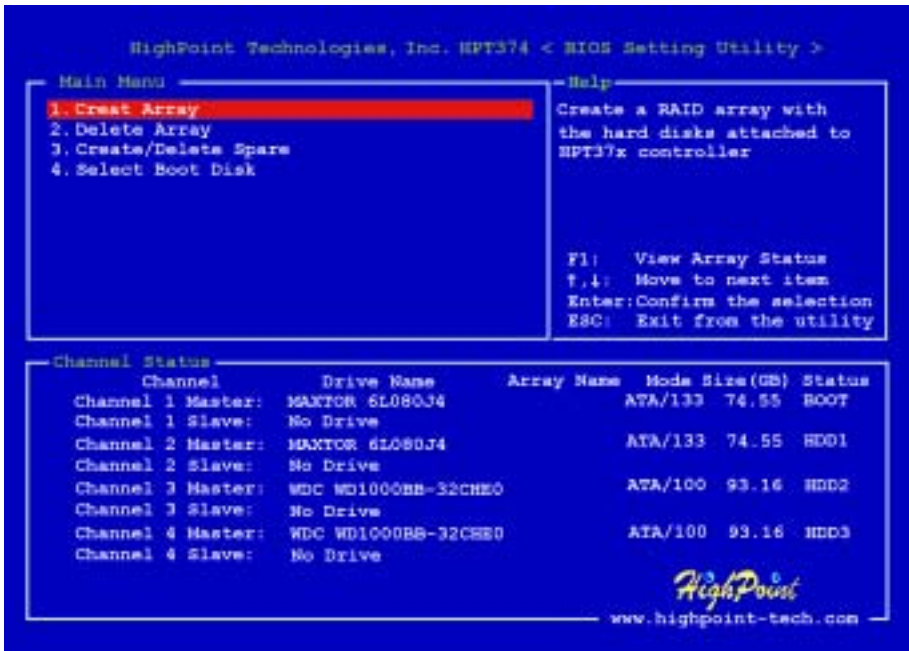 HighPoint Technologies, Inc. HPT374 < BIOS Setting Utility >
Main Menu
1. Creat Array
2. Delete Array
3. Create/Delete Spare
4. Select Boot Disk
Help
Create a RAID array with
the hard disks attached to
HPT37x controller
F1: View Array Status
↑,↓: Move to next item
Enter:Confirm the selection
ESC: Exit from the utility
Channel Status
Channel Drive Name Array Name Mode Size(GB) Status
Channel 1 Master: MAXTOR 6L080J4 ATA/133 74.55 BOOT
Channel 1 Slave: No Drive
Channel 2 Master: MAXTOR 6L080J4 ATA/133 74.55 HDD1
Channel 2 Slave: No Drive
Channel 3 Master: WDC WD1000BB-32CHE0 ATA/100 93.16 HDD2
Channel 3 Slave: No Drive
Channel 4 Master: WDC WD1000BB-32CHE0 ATA/100 93.16 HDD3
Channel 4 Slave: No Drive
HighPoint
www.highpoint-tech.com